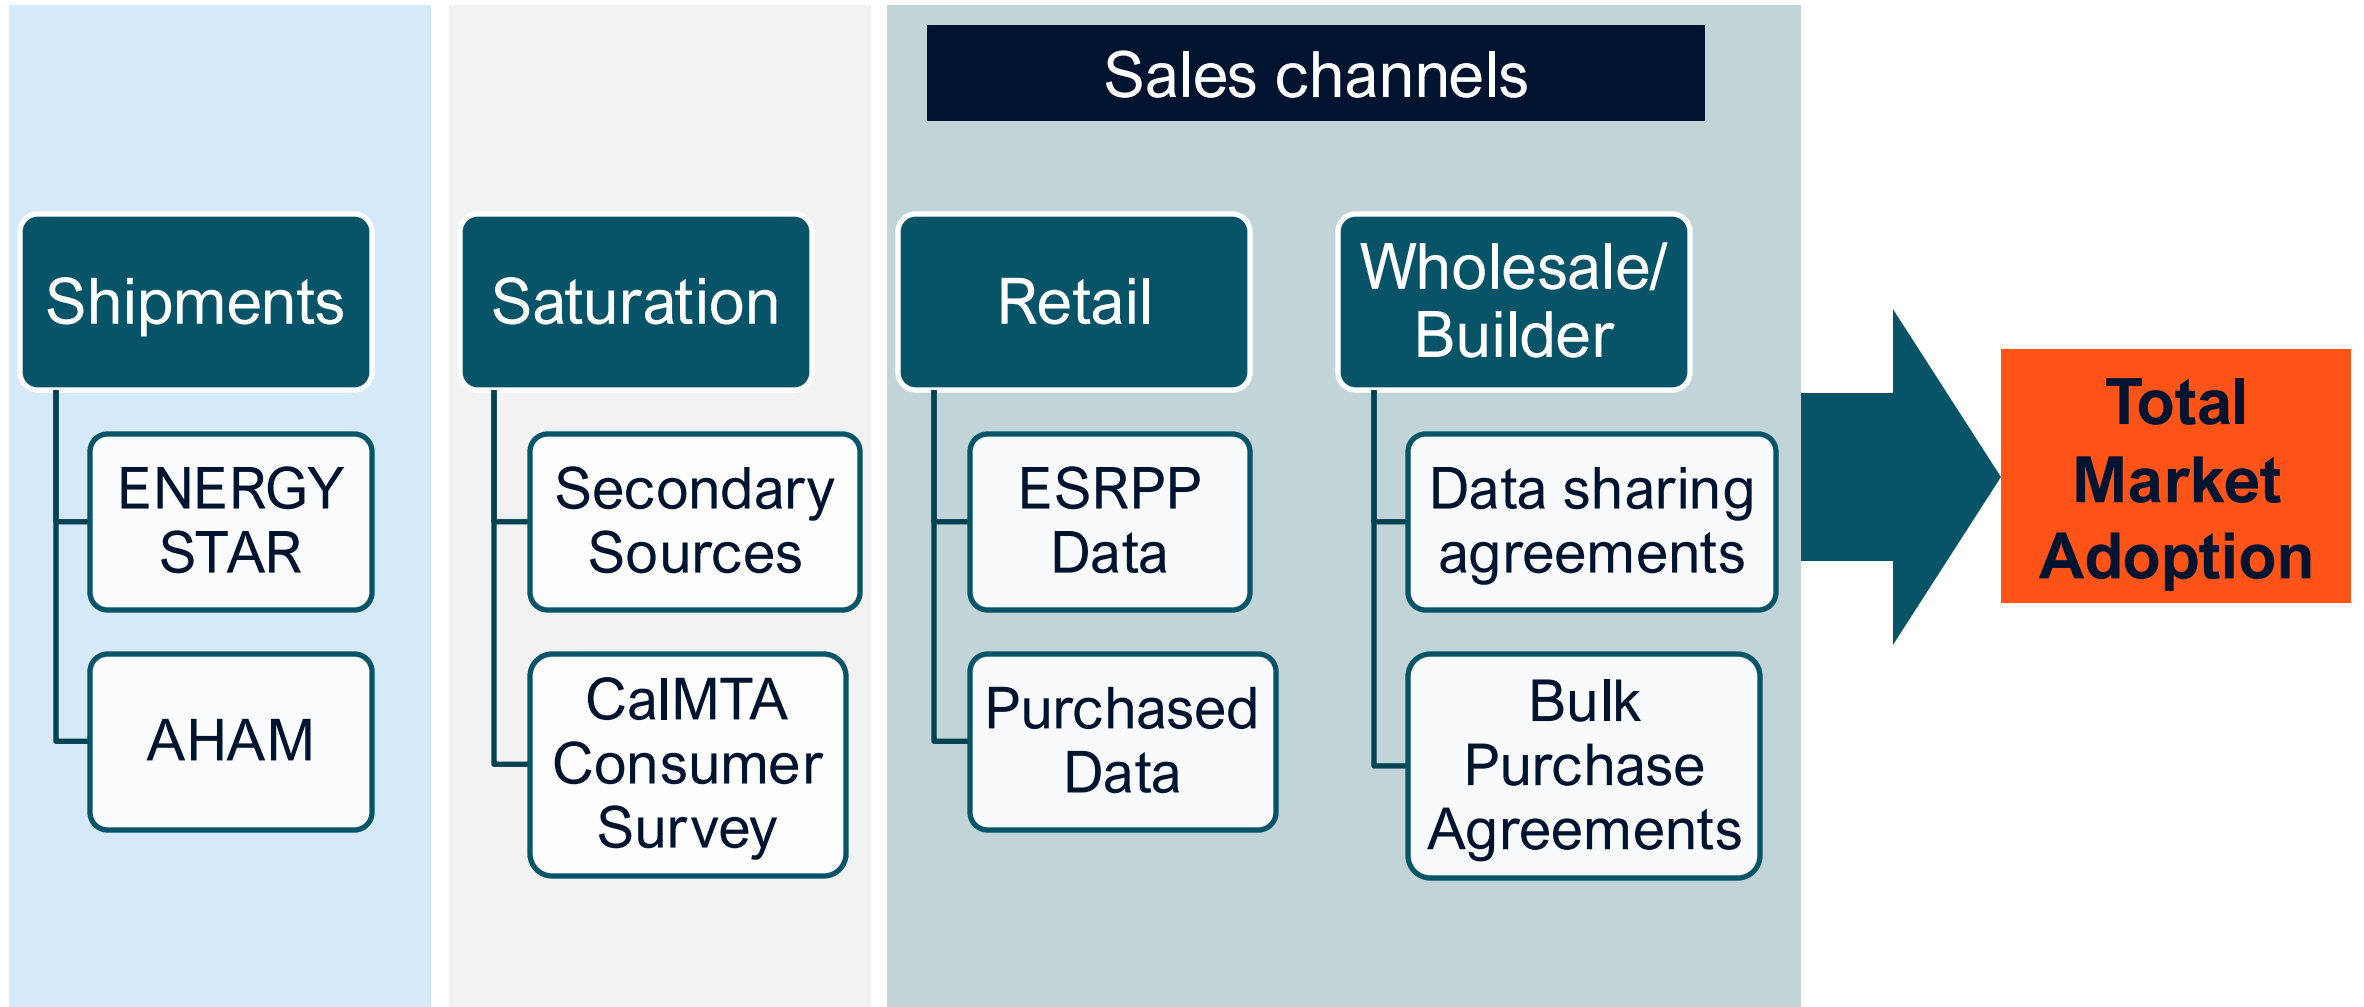 Sales channels
Shipments
ENERGY
STAR
AHAM
Saturation
Secondary
Sources
CalMTA
Consumer
Survey
Retail
ESRPP
Data
Purchased
Data
Wholesale/
Builder
Data sharing
agreements
Bulk
Purchase
Agreements
Total
Market
Adoption